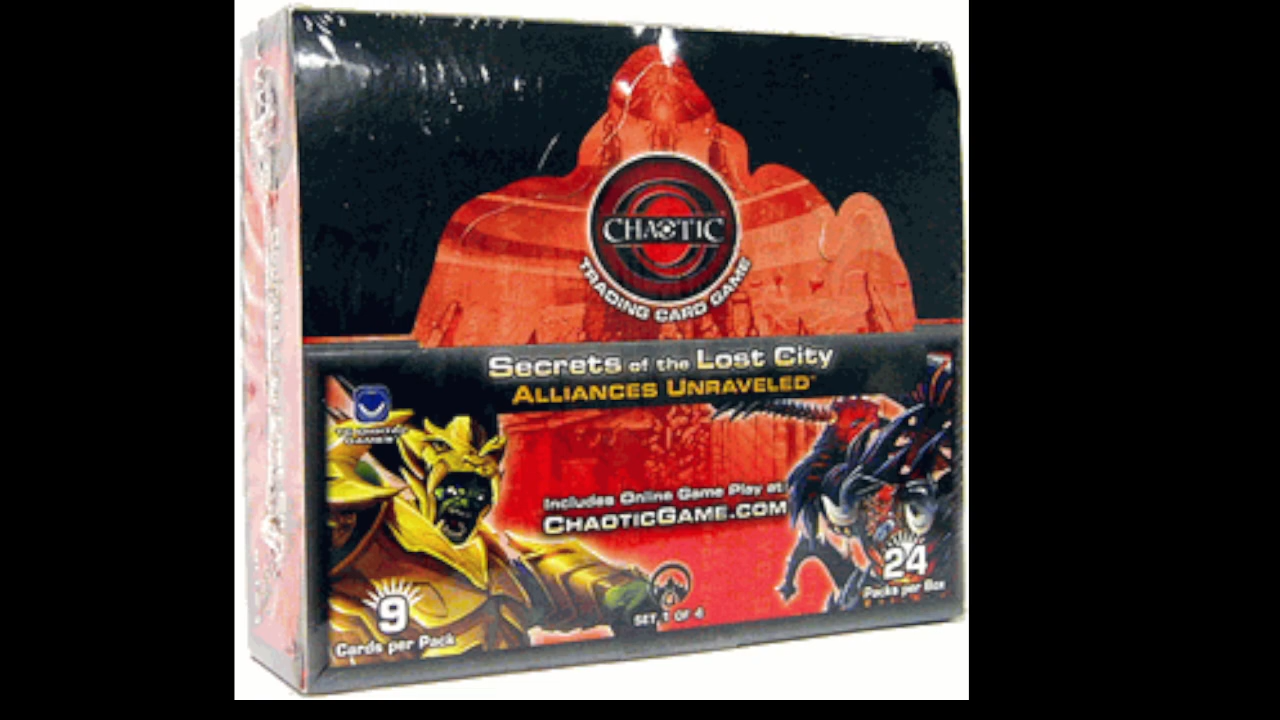 CHAOTIC
TRADING CARD GAME
Secrets of the Lost City
Alliances Unraveled™
Includes Online Game Play at:
ChaoticGame.com
9
Cards per Pack
SET 1 OF 4
24
Packs per Box